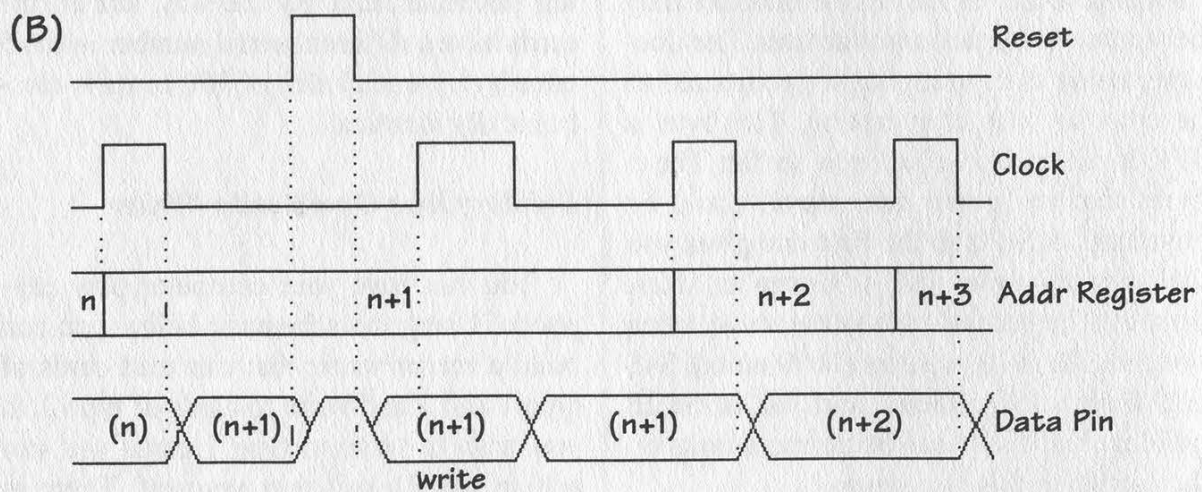 (B)
Reset
Clock
n n+1 n+2 n+3 Addr Register
(n) (n+1) (n+1) (n+1) (n+2) Data Pin
write